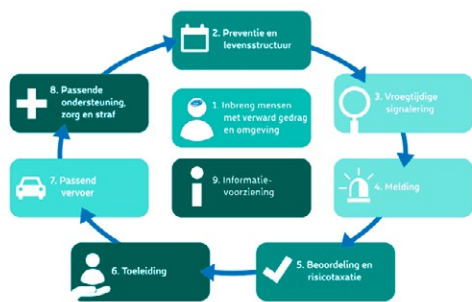 2. Preventie en
levensstructuur
8. Passende
ondersteuning,
zorg en straf
1. Inbreng mensen
met verward gedrag
en omgeving
3. Vroegtijdige
signalering
7. Passend
vervoer
9. Informatie-
voorziening
4. Melding
6. Toeleiding
5. Beoordeling en
risicotaxatie